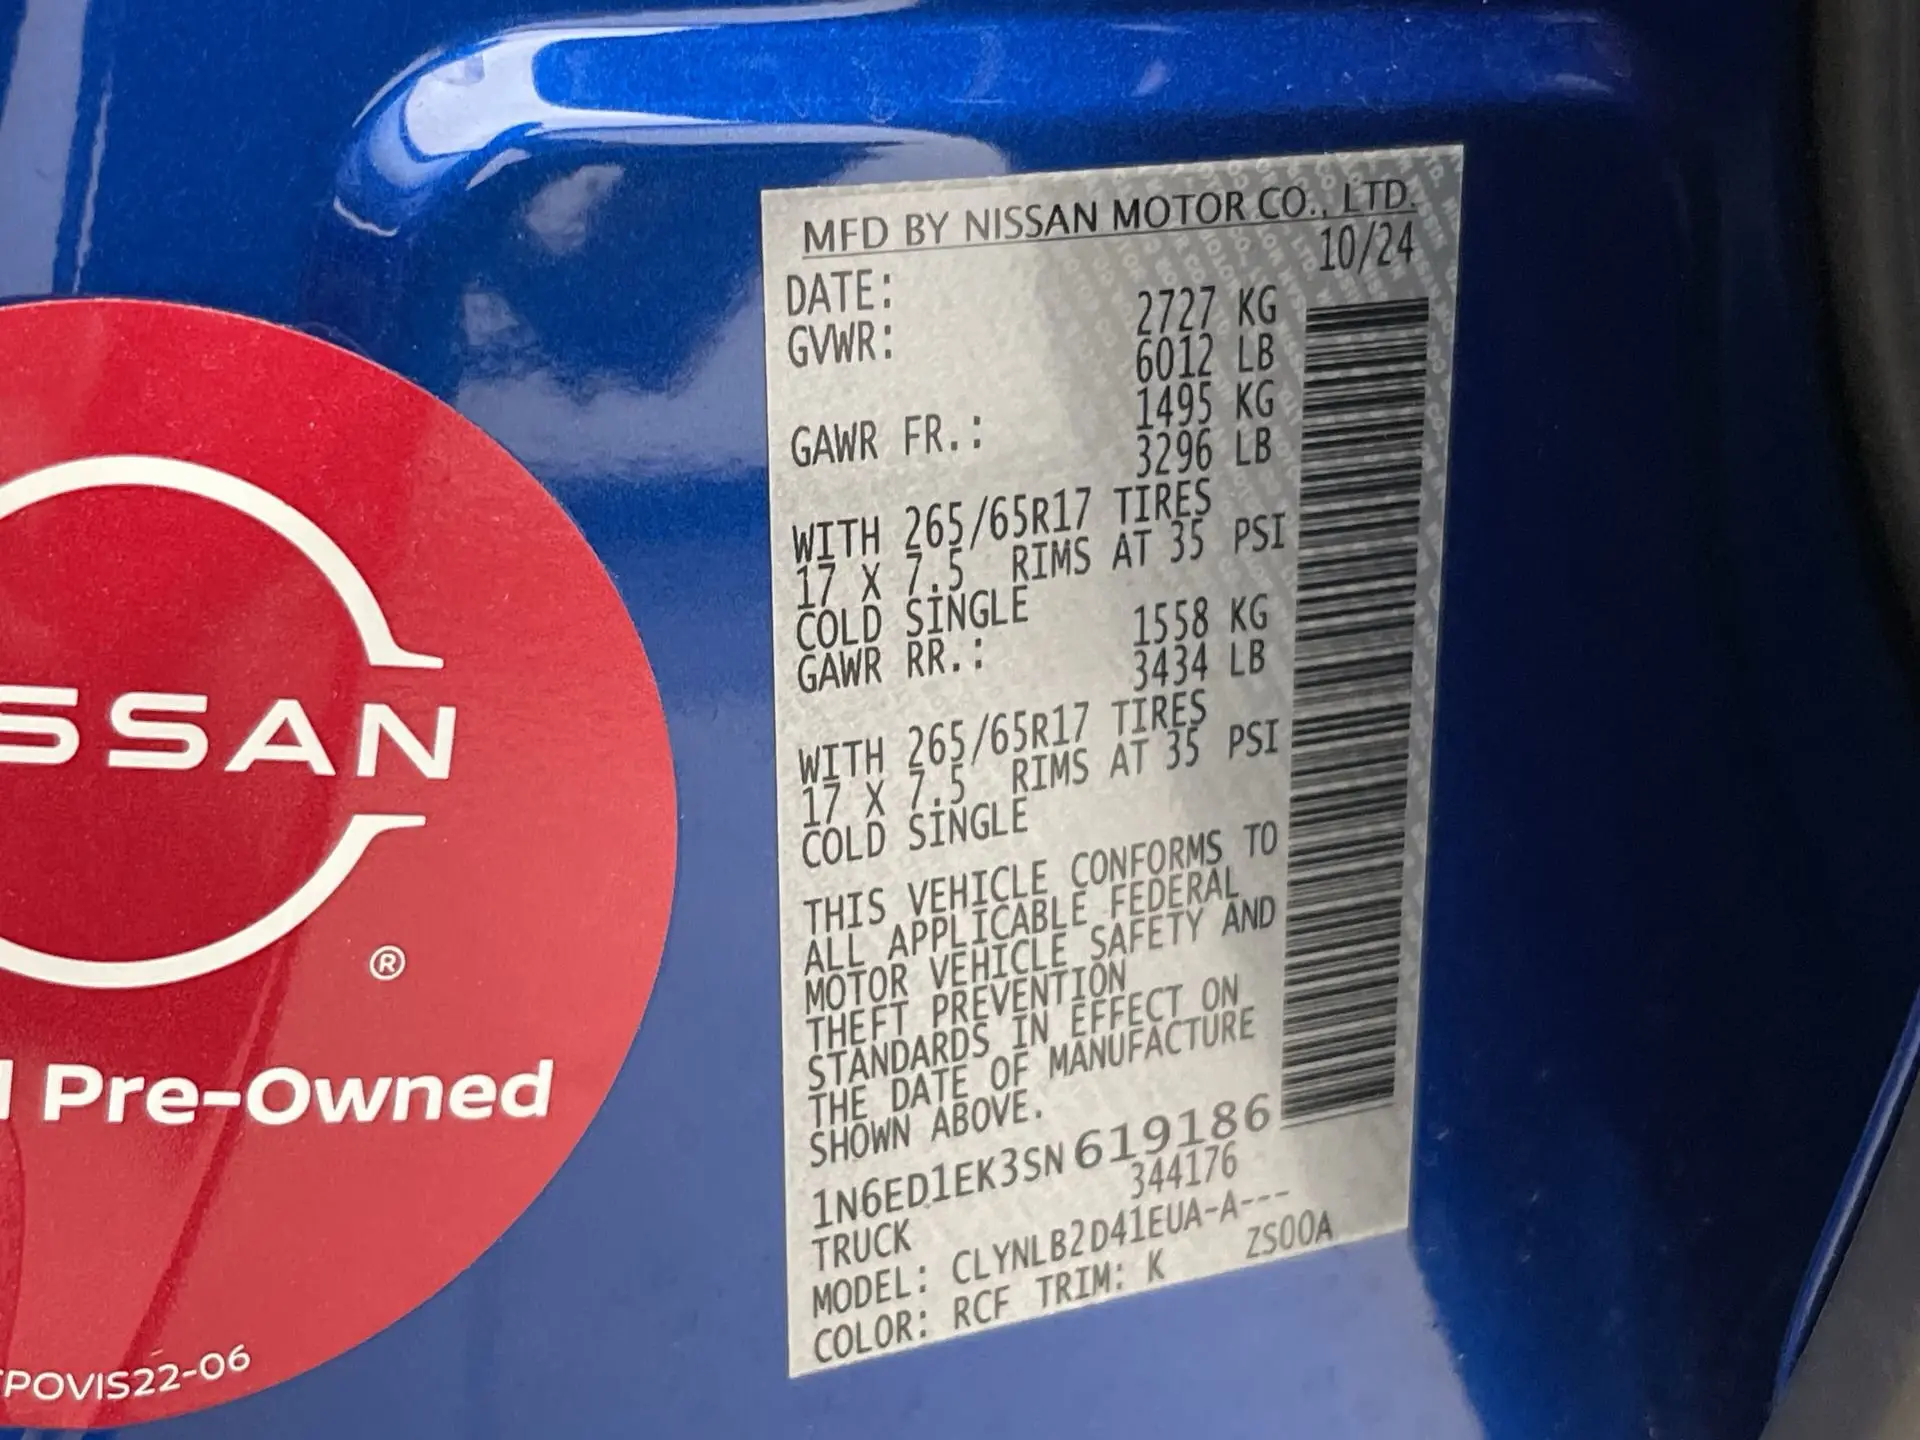 MFD BY NISSAN MOTOR CO., LTD.
DATE: 10/24
GVWR: 2727 KG
6012 LB
GAWR FR.: 1495 KG
3296 LB
WITH 265/65R17 TIRES
17 X 7.5 RIMS AT 35 PSI
COLD SINGLE
GAWR RR.: 1558 KG
3434 LB
WITH 265/65R17 TIRES
17 X 7.5 RIMS AT 35 PSI
COLD SINGLE
THIS VEHICLE CONFORMS TO
ALL APPLICABLE FEDERAL
MOTOR VEHICLE SAFETY AND
THEFT PREVENTION
STANDARDS IN EFFECT ON
THE DATE OF MANUFACTURE
SHOWN ABOVE.
1N6ED1EK3SN619186
TRUCK 344176
MODEL: CLYNLB2D41EUA-A---
COLOR: RCF TRIM: K ZS00A
ISSAN
®
Pre-Owned
POVIS22-06